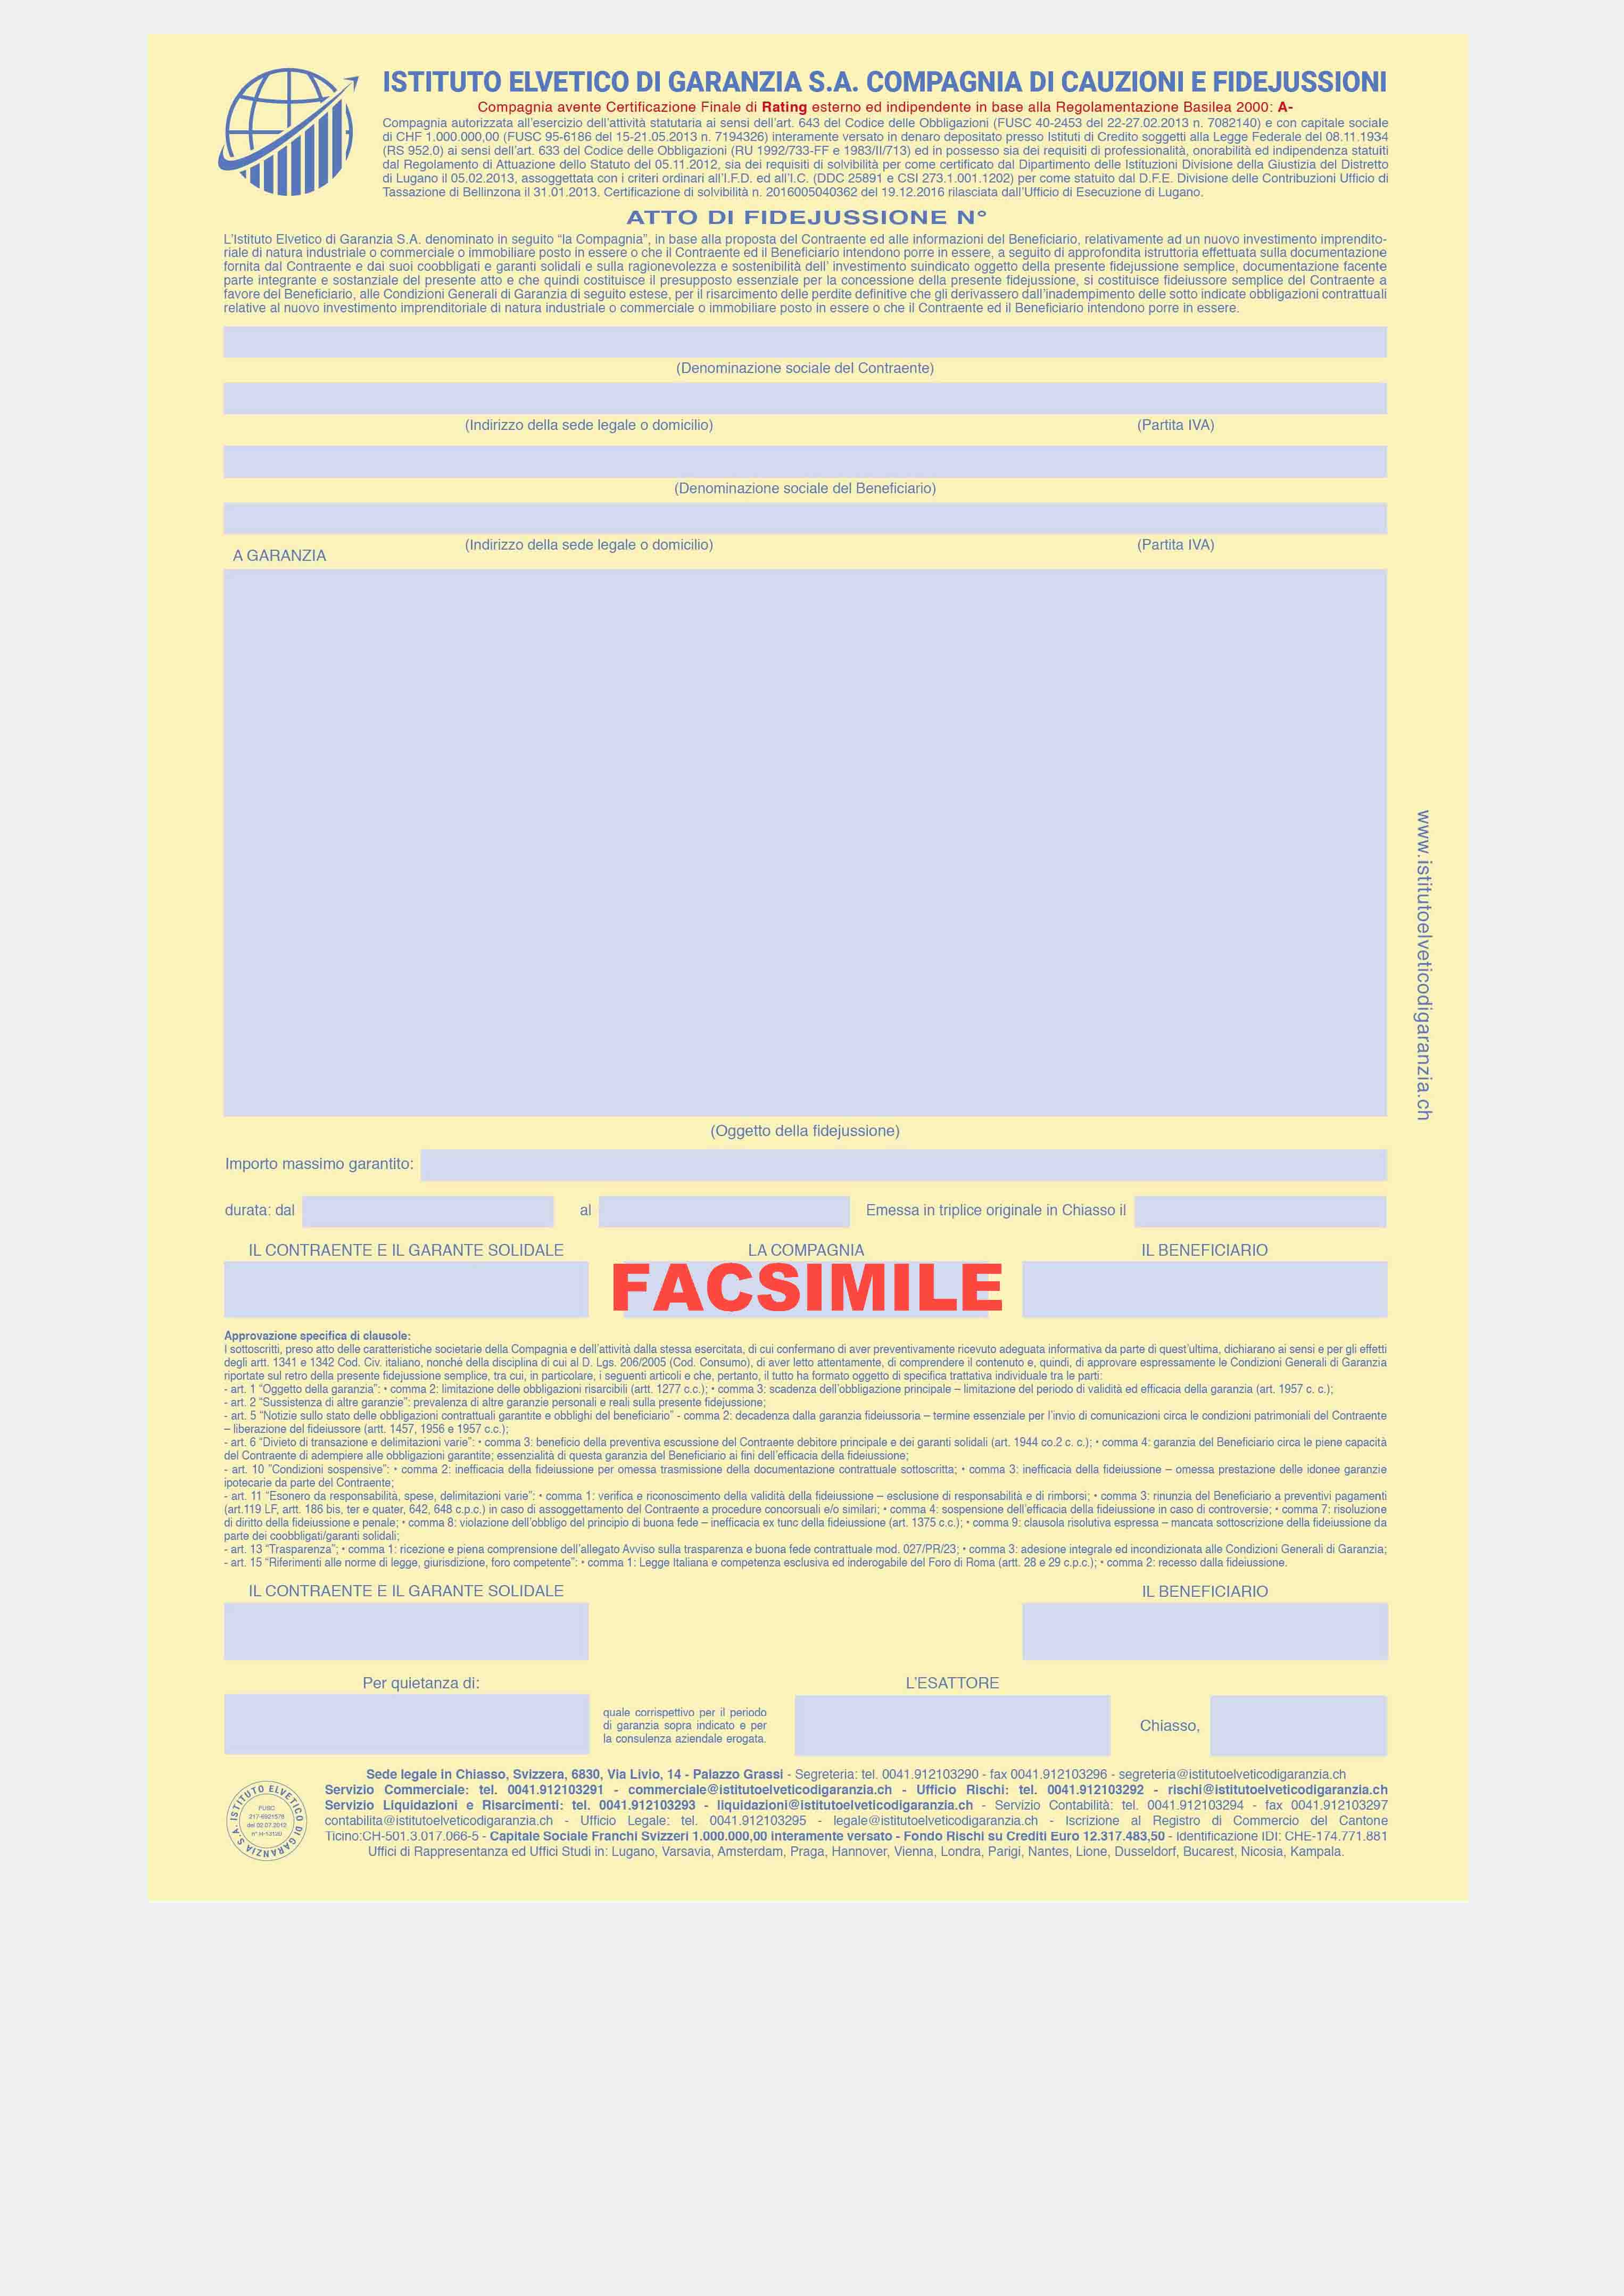 ISTITUTO ELVETICO DI GARANZIA S.A. COMPAGNIA DI CAUZIONI E FIDEJUSSIONI
Compagnia avente Certificazione Finale di Rating esterno ed indipendente in base alla Regolamentazione Basilea 2000: A-
Compagnia autorizzata all'esercizio dell'attività statutaria ai sensi dell'art. 643 del Codice delle Obbligazioni (FUSC 40-2453 del 22-27.02.2013 n. 7082140) e con capitale sociale
di CHF 1.000.000,00 (FUSC 95-6186 del 15-21.05.2013 n. 7194326) interamente versato in denaro depositato presso Istituti di Credito soggetti alla Legge Federale del 08.11.1934
(RS 952.0) ai sensi dell'art. 633 del Codice delle Obbligazioni (RU 1992/733-FF e 1983/II/713) ed in possesso sia dei requisiti di professionalità, onorabilità ed indipendenza statuiti
dal Regolamento di Attuazione dello Statuto del 05.11.2012, sia dei requisiti di solvibilità per come certificato dal Dipartimento delle Istituzioni Divisione della Giustizia del Distretto
di Lugano il 05.02.2013, assoggettata con i criteri ordinari all'I.F.D. ed all'I.C. (DDC 25891 e CSI 273.1.001.1202) per come statuito dal D.F.E. Divisione delle Contribuzioni Ufficio di
Tassazione di Bellinzona il 31.01.2013. Certificazione di solvibilità n. 2016005040362 del 19.12.2016 rilasciata dall'Ufficio di Esecuzione di Lugano.
ATTO DI FIDEJUSSIONE N°
L'Istituto Elvetico di Garanzia S.A. denominato in seguito “la Compagnia”, in base alla proposta del Contraente ed alle informazioni del Beneficiario, relativamente ad un nuovo investimento imprendito-
riale di natura industriale o commerciale o immobiliare posto in essere o che il Contraente ed il Beneficiario intendono porre in essere, a seguito di approfondita istruttoria effettuata sulla documentazione
fornita dal Contraente e dai suoi coobbligati e garanti solidali e sulla ragionevolezza e sostenibilità dell' investimento suindicato oggetto della presente fidejussione semplice, documentazione facente
parte integrante e sostanziale del presente atto e che quindi costituisce il presupposto essenziale per la concessione della presente fidejussione, si costituisce fideiussore semplice del Contraente a
favore del Beneficiario, alle Condizioni Generali di Garanzia di seguito estese, per il risarcimento delle perdite definitive che gli derivassero dall'inadempimento delle sotto indicate obbligazioni contrattuali
relative al nuovo investimento imprenditoriale di natura industriale o commerciale o immobiliare posto in essere o che il Contraente ed il Beneficiario intendono porre in essere.
(Denominazione sociale del Contraente)
(Indirizzo della sede legale o domicilio) (Partita IVA)
(Denominazione sociale del Beneficiario)
(Indirizzo della sede legale o domicilio) (Partita IVA)
A GARANZIA
www.istitutoelveticodigaranzia.ch
(Oggetto della fidejussione)
Importo massimo garantito:
durata: dal al Emessa in triplice originale in Chiasso il
IL CONTRAENTE E IL GARANTE SOLIDALE LA COMPAGNIA IL BENEFICIARIO
FACSIMILE
Approvazione specifica di clausole:
I sottoscritti, preso atto delle caratteristiche societarie della Compagnia e dell'attività dalla stessa esercitata, di cui confermano di aver preventivamente ricevuto adeguata informativa da parte di quest'ultima, dichiarano ai sensi e per gli effetti
degli artt. 1341 e 1342 Cod. Civ. italiano, nonché della disciplina di cui al D. Lgs. 206/2005 (Cod. Consumo), di aver letto attentamente, di comprendere il contenuto e, quindi, di approvare espressamente le Condizioni Generali di Garanzia
riportate sul retro della presente fidejussione semplice, tra cui, in particolare, i seguenti articoli e che, pertanto, il tutto ha formato oggetto di specifica trattativa individuale tra le parti:
- art. 1 “Oggetto della garanzia”: • comma 2: limitazione delle obbligazioni risarcibili (artt. 1277 c.c.); • comma 3: scadenza dell'obbligazione principale – limitazione del periodo di validità ed efficacia della garanzia (art. 1957 c. c.);
- art. 2 “Sussistenza di altre garanzie”: prevalenza di altre garanzie personali e reali sulla presente fidejussione;
- art. 5 “Notizie sullo stato delle obbligazioni contrattuali garantite e obblighi del beneficiario” - comma 2: decadenza dalla garanzia fideiussoria – termine essenziale per l'invio di comunicazioni circa le condizioni patrimoniali del Contraente
– liberazione del fideiussore (artt. 1457, 1956 e 1957 c.c.);
- art. 6 “Divieto di transazione e delimitazioni varie”: • comma 3: beneficio della preventiva escussione del Contraente debitore principale e dei garanti solidali (art. 1944 co.2 c. c.); • comma 4: garanzia del Beneficiario circa le piene capacità
del Contraente di adempiere alle obbligazioni garantite; essenzialità di questa garanzia del Beneficiario ai fini dell'efficacia della fideiussione;
- art. 10 ”Condizioni sospensive”: • comma 2: inefficacia della fideiussione per omessa trasmissione della documentazione contrattuale sottoscritta; • comma 3: inefficacia della fideiussione – omessa prestazione delle idonee garanzie
ipotecarie da parte del Contraente;
- art. 11 “Esonero da responsabilità, spese, delimitazioni varie”: • comma 1: verifica e riconoscimento della validità della fideiussione – esclusione di responsabilità e di rimborsi; • comma 3: rinunzia del Beneficiario a preventivi pagamenti
(art.119 LF, artt. 186 bis, ter e quater, 642, 648 c.p.c.) in caso di assoggettamento del Contraente a procedure concorsuali e/o similari; • comma 4: sospensione dell'efficacia della fideiussione in caso di controversie; • comma 7: risoluzione
di diritto della fideiussione e penale; • comma 8: violazione dell'obbligo del principio di buona fede – inefficacia ex tunc della fideiussione (art. 1375 c.c.); • comma 9: clausola risolutiva espressa – mancata sottoscrizione della fideiussione da
parte dei coobbligati/garanti solidali;
- art. 13 “Trasparenza”; • comma 1: ricezione e piena comprensione dell'allegato Avviso sulla trasparenza e buona fede contrattuale mod. 027/PR/23; • comma 3: adesione integrale ed incondizionata alle Condizioni Generali di Garanzia;
- art. 15 “Riferimenti alle norme di legge, giurisdizione, foro competente”: • comma 1: Legge Italiana e competenza esclusiva ed inderogabile del Foro di Roma (artt. 28 e 29 c.p.c.); • comma 2: recesso dalla fideiussione.
IL CONTRAENTE E IL GARANTE SOLIDALE IL BENEFICIARIO
Per quietanza di: L'ESATTORE
quale corrispettivo per il periodo
di garanzia sopra indicato e per
la consulenza aziendale erogata.
Chiasso,
Sede legale in Chiasso, Svizzera, 6830, Via Livio, 14 - Palazzo Grassi - Segreteria: tel. 0041.912103290 - fax 0041.912103296 - segreteria@istitutoelveticodigaranzia.ch
Servizio Commerciale: tel. 0041.912103291 - commerciale@istitutoelveticodigaranzia.ch - Ufficio Rischi: tel. 0041.912103292 - rischi@istitutoelveticodigaranzia.ch
Servizio Liquidazioni e Risarcimenti: tel. 0041.912103293 - liquidazioni@istitutoelveticodigaranzia.ch - Servizio Contabilità: tel. 0041.912103294 - fax 0041.912103297
contabilita@istitutoelveticodigaranzia.ch - Ufficio Legale: tel. 0041.912103295 - legale@istitutoelveticodigaranzia.ch - Iscrizione al Registro di Commercio del Cantone
Ticino:CH-501.3.017.066-5 - Capitale Sociale Franchi Svizzeri 1.000.000,00 interamente versato - Fondo Rischi su Crediti Euro 12.317.483,50 - Identificazione IDI: CHE-174.771.881
Uffici di Rappresentanza ed Uffici Studi in: Lugano, Varsavia, Amsterdam, Praga, Hannover, Vienna, Londra, Parigi, Nantes, Lione, Dusseldorf, Bucarest, Nicosia, Kampala.
ISTITUTO ELVETICO DI GARANZIA S.A.
FUSC
del 02.07.2012